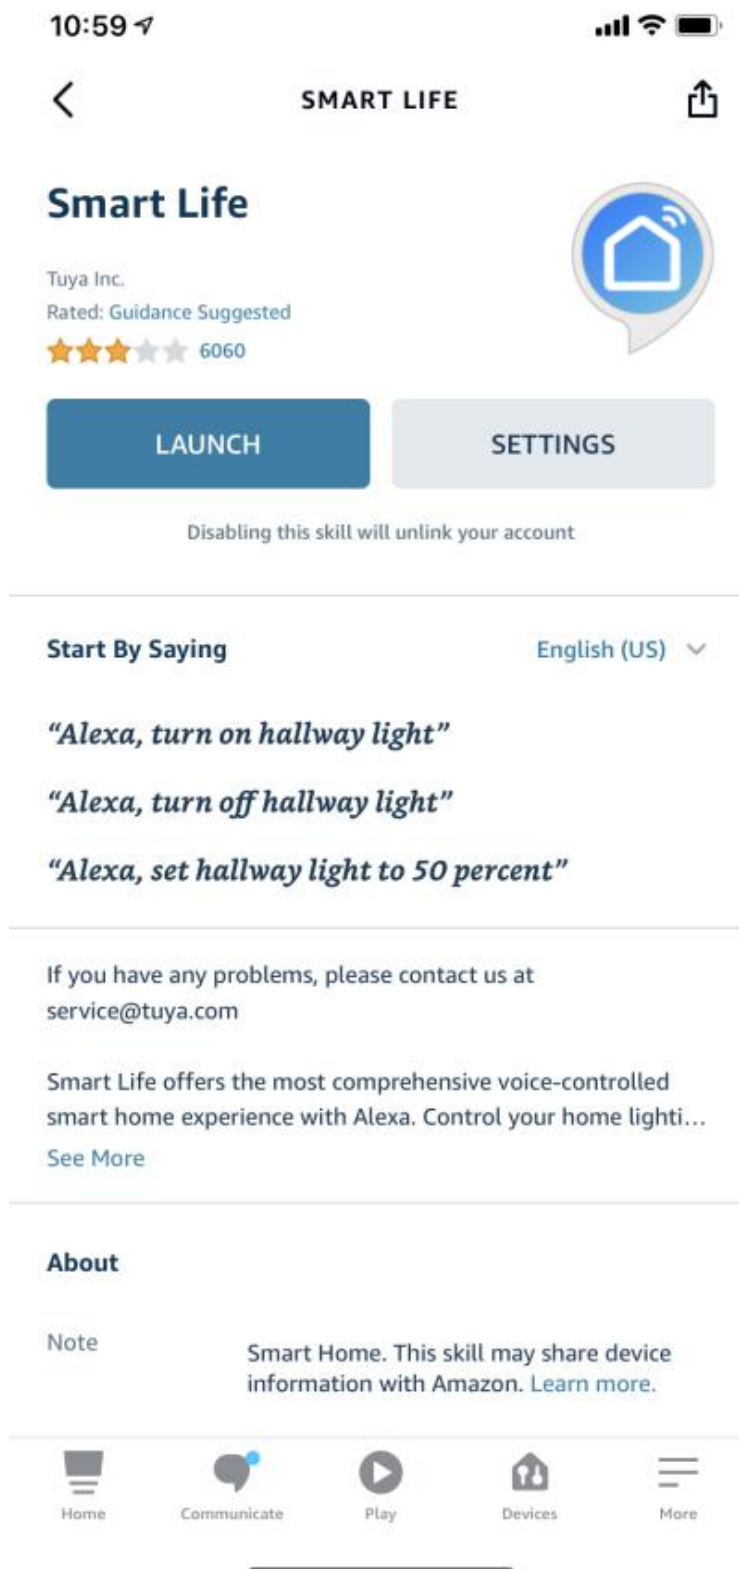 10:59
SMART LIFE
Smart Life
Tuya Inc.
Rated: Guidance Suggested
6060
LAUNCH
SETTINGS
Disabling this skill will unlink your account
Start By Saying
English (US)
“Alexa, turn on hallway light”
“Alexa, turn off hallway light”
“Alexa, set hallway light to 50 percent”
If you have any problems, please contact us at
service@tuya.com
Smart Life offers the most comprehensive voice-controlled
smart home experience with Alexa. Control your home lighti...
See More
About
Note
Smart Home. This skill may share device
information with Amazon. Learn more.
Home
Communicate
Play
Devices
More